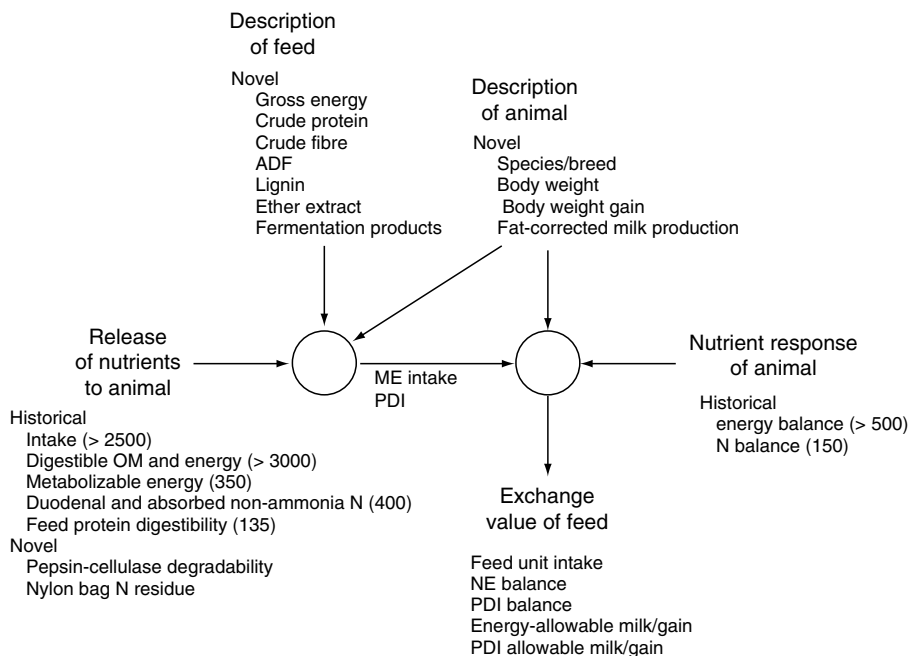 Description
of feed
Novel
Gross energy
Crude protein
Crude fibre
ADF
Lignin
Ether extract
Fermentation products
Description
of animal
Novel
Species/breed
Body weight
Body weight gain
Fat-corrected milk production
Release
of nutrients
to animal
Historical
Intake (> 2500)
Digestible OM and energy (> 3000)
Metabolizable energy (350)
Duodenal and absorbed non-ammonia N (400)
Feed protein digestibility (135)
Novel
Pepsin-cellulase degradability
Nylon bag N residue
ME intake
PDI
Nutrient response
of animal
Historical
energy balance (> 500)
N balance (150)
Exchange
value of feed
Feed unit intake
NE balance
PDI balance
Energy-allowable milk/gain
PDI allowable milk/gain